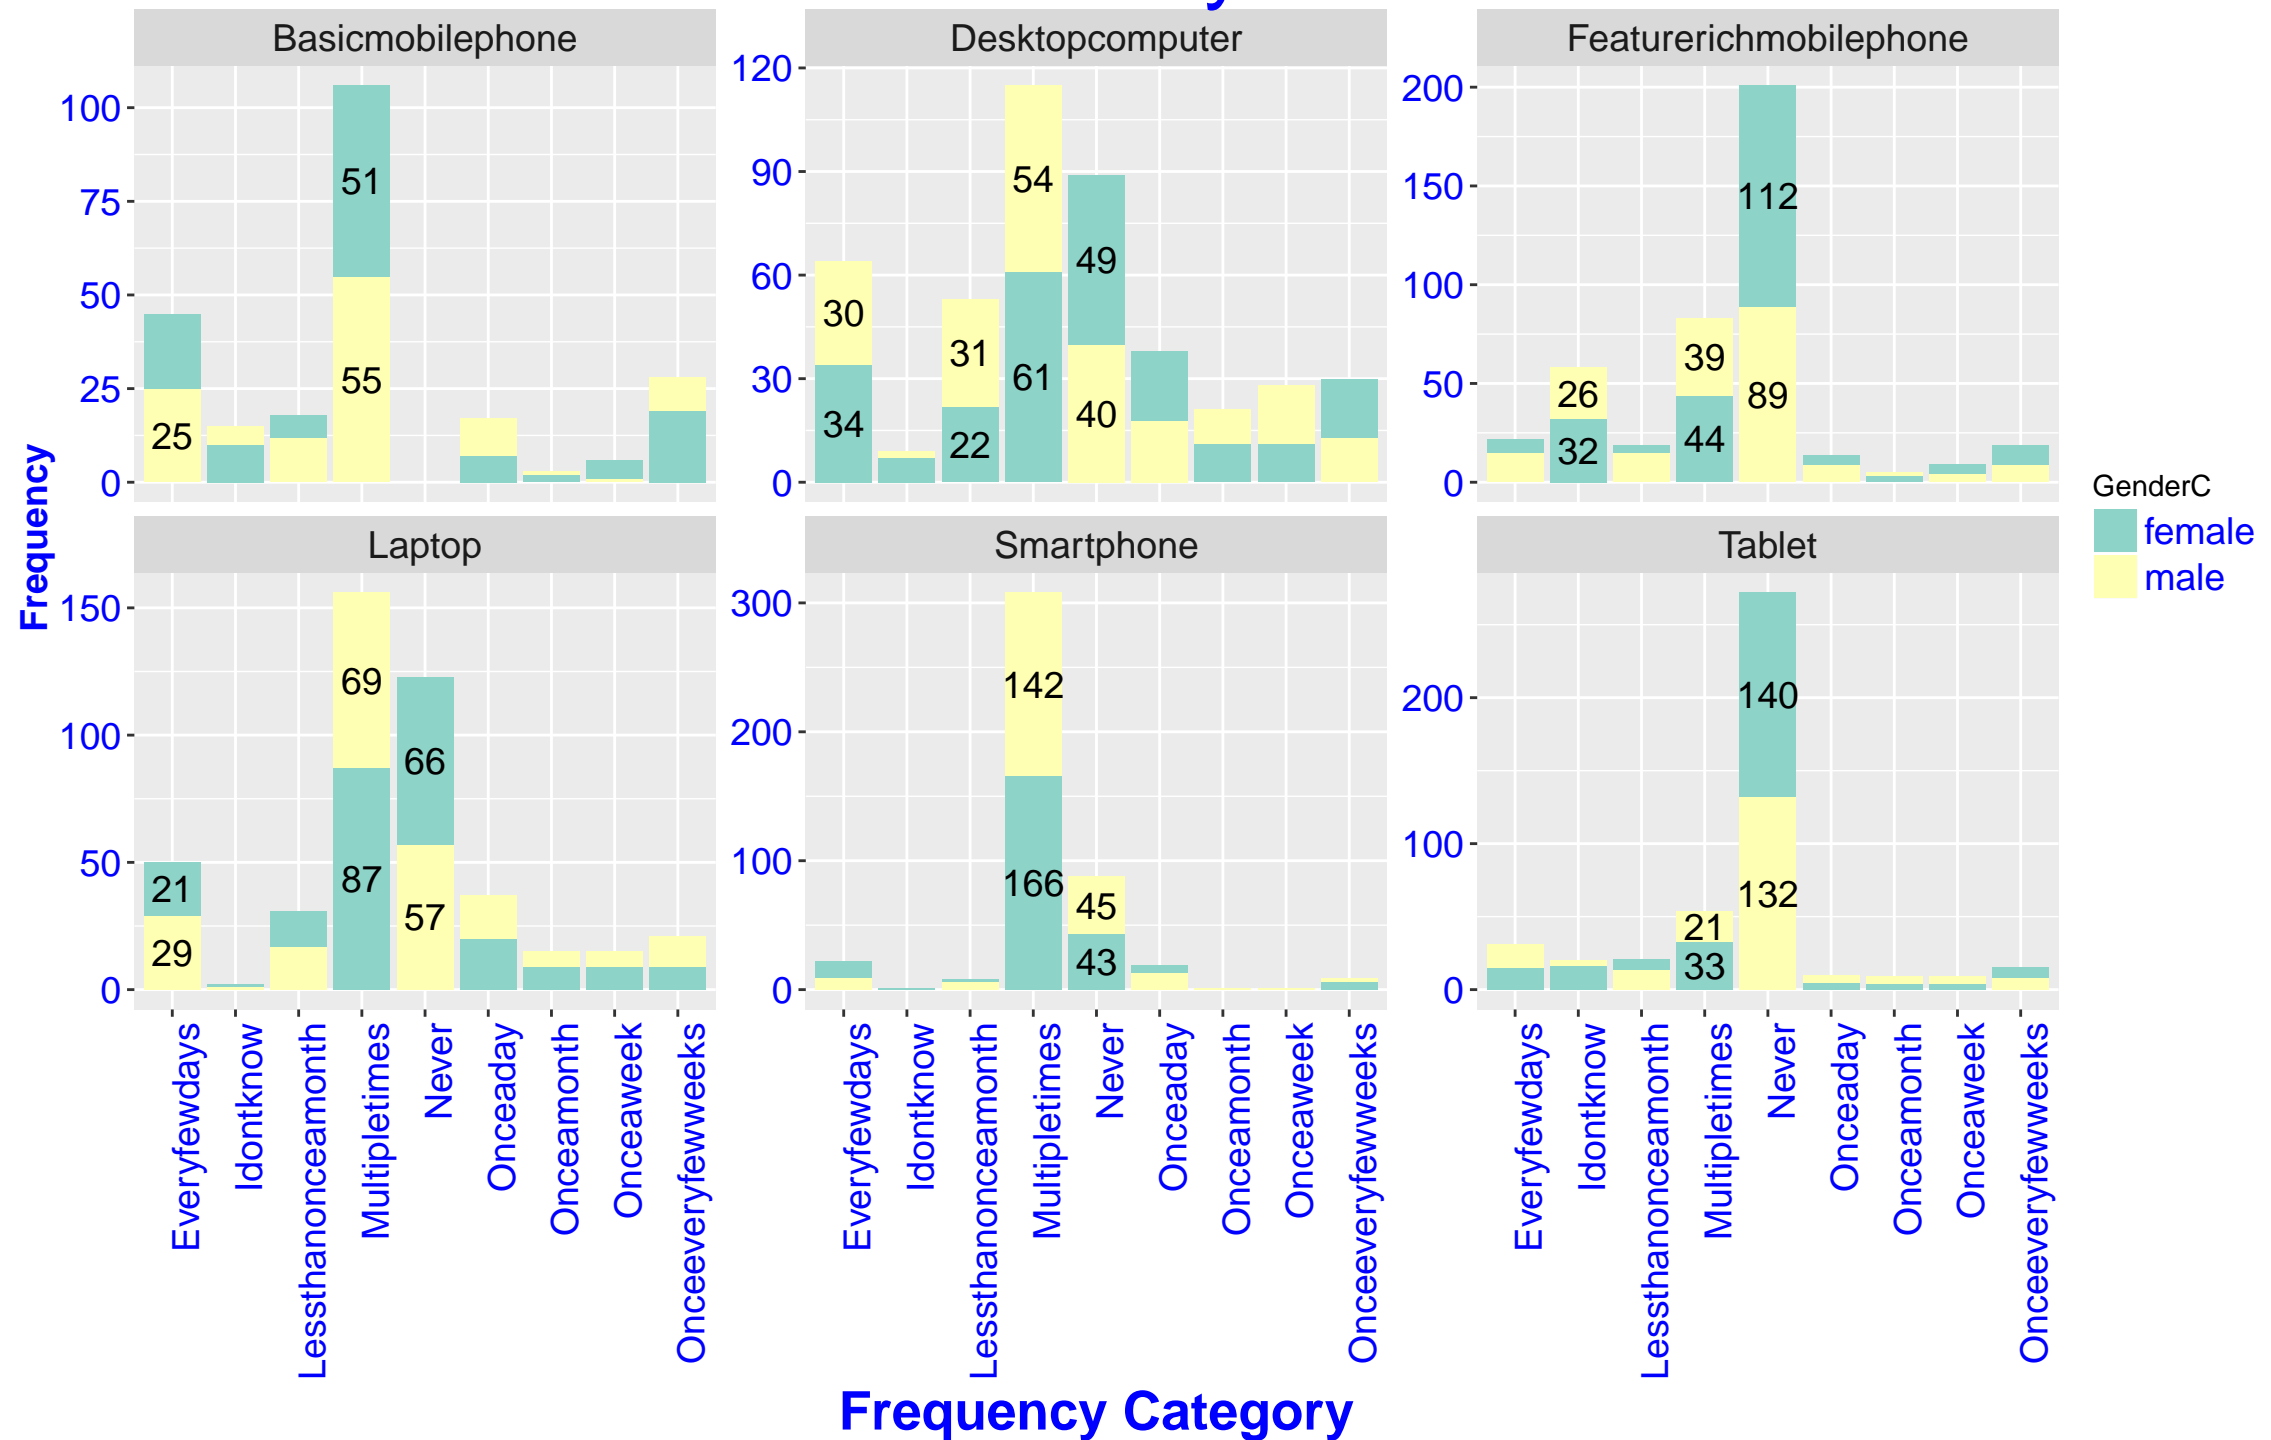 Basicmobilephone
Desktopcomputer
Featurerichmobilephone
100
75
50
25
0
51
55
25
120
90
60
30
0
30
34
31
22
54
61
49
40
200
150
100
50
0
26
32
39
44
112
89
Frequency
Laptop
Smartphone
Tablet
150
100
50
0
21
29
69
87
66
57
300
200
100
0
142
166
45
43
200
100
0
21
33
140
132
GenderC
female
male
Everyfewdays
Idontknow
Lessthanonceamonth
Multipletimes
Never
Onceaday
Onceamonth
Onceaweek
Onceeveryfewweeks
Everyfewdays
Idontknow
Lessthanonceamonth
Multipletimes
Never
Onceaday
Onceamonth
Onceaweek
Onceeveryfewweeks
Everyfewdays
Idontknow
Lessthanonceamonth
Multipletimes
Never
Onceaday
Onceamonth
Onceaweek
Onceeveryfewweeks
Frequency Category